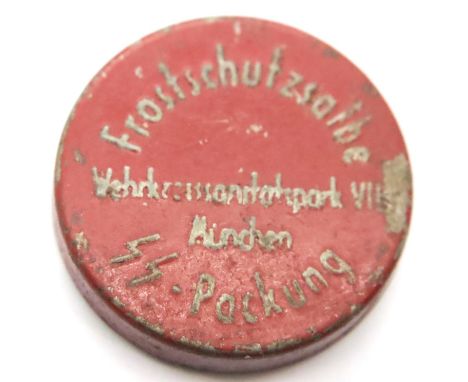 Frostschutzsalbe
Wehrkreissanitätspark VII
München
ᛋᛋ-Packung